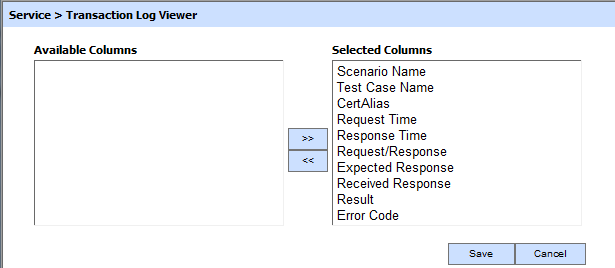 Service > Transaction Log Viewer
Available Columns
Selected Columns
Scenario Name
Test Case Name
CertAlias
Request Time
Response Time
Request/Response
Expected Response
Received Response
Result
Error Code
>>
<<
Save
Cancel